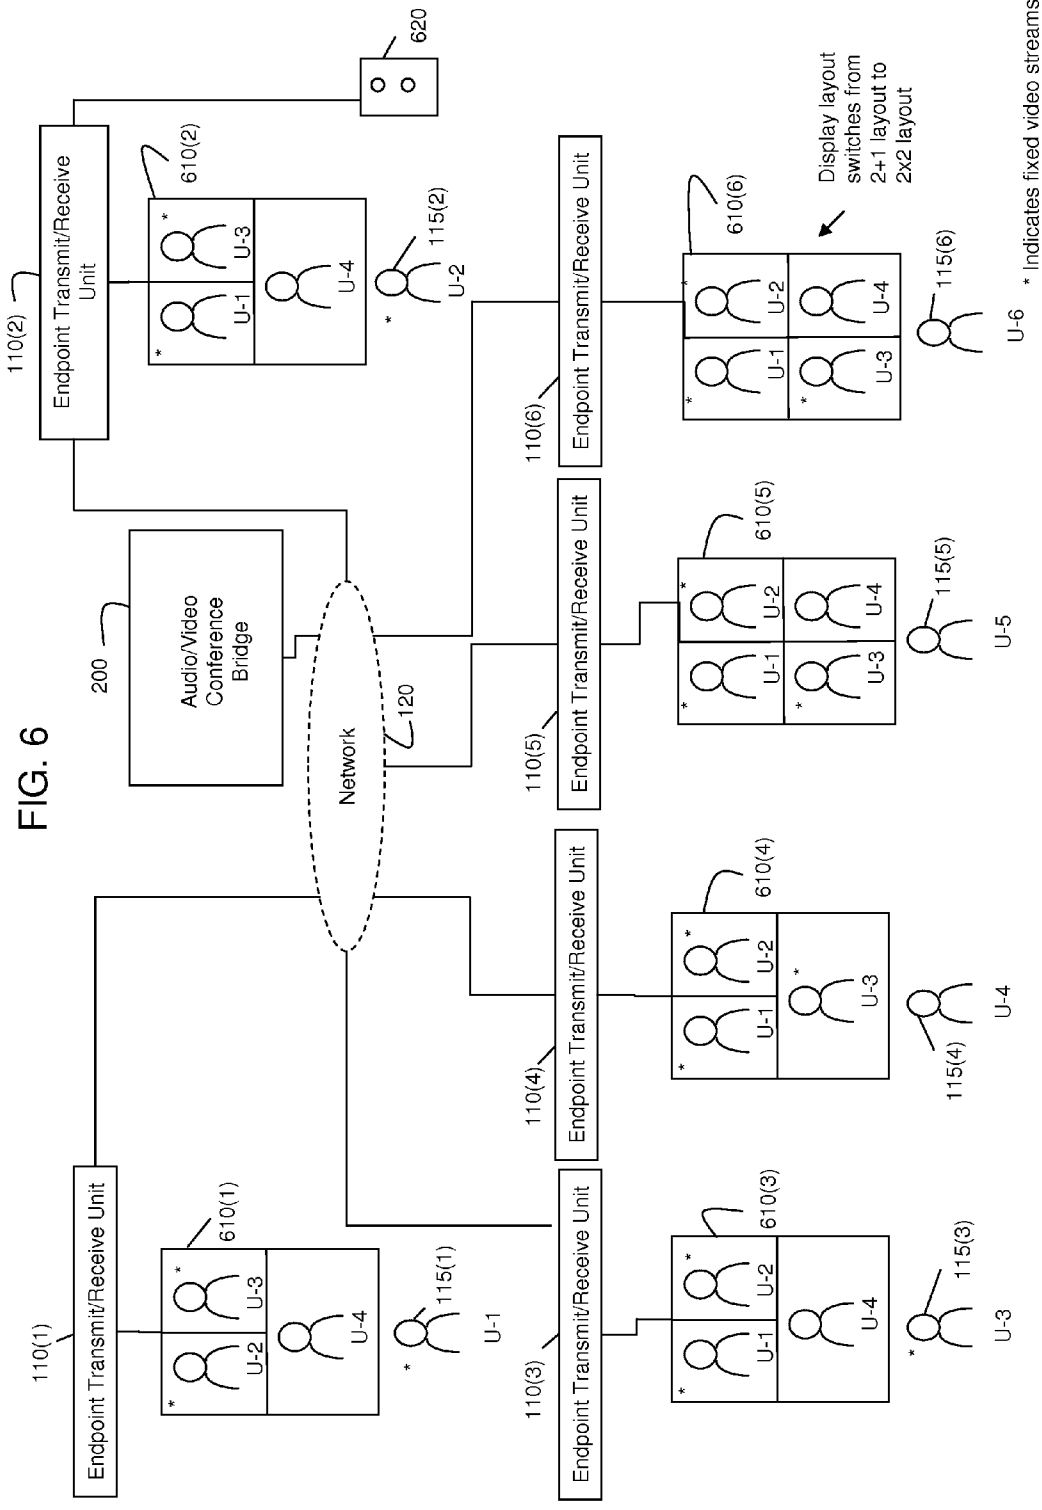 FIG. 6
110(1)
Endpoint Transmit/Receive Unit
610(1)
*
*
U-2
U-3
U-4
*
115(1)
U-1
200
Audio/Video
Conference
Bridge
Network
120
110(2)
Endpoint Transmit/Receive
Unit
620
610(2)
*
*
U-1
U-3
U-4
*
115(2)
U-2
110(3)
Endpoint Transmit/Receive Unit
610(3)
*
*
U-1
U-2
U-4
*
115(3)
U-3
110(4)
Endpoint Transmit/Receive Unit
610(4)
*
*
U-1
U-2
*
U-3
115(4)
U-4
110(5)
Endpoint Transmit/Receive Unit
610(5)
*
*
U-1
U-2
*
U-3
U-4
115(5)
U-5
110(6)
Endpoint Transmit/Receive Unit
610(6)
*
*
U-1
U-2
*
U-3
U-4
115(6)
U-6
Display layout
switches from
2+1 layout to
2x2 layout
* Indicates fixed video streams